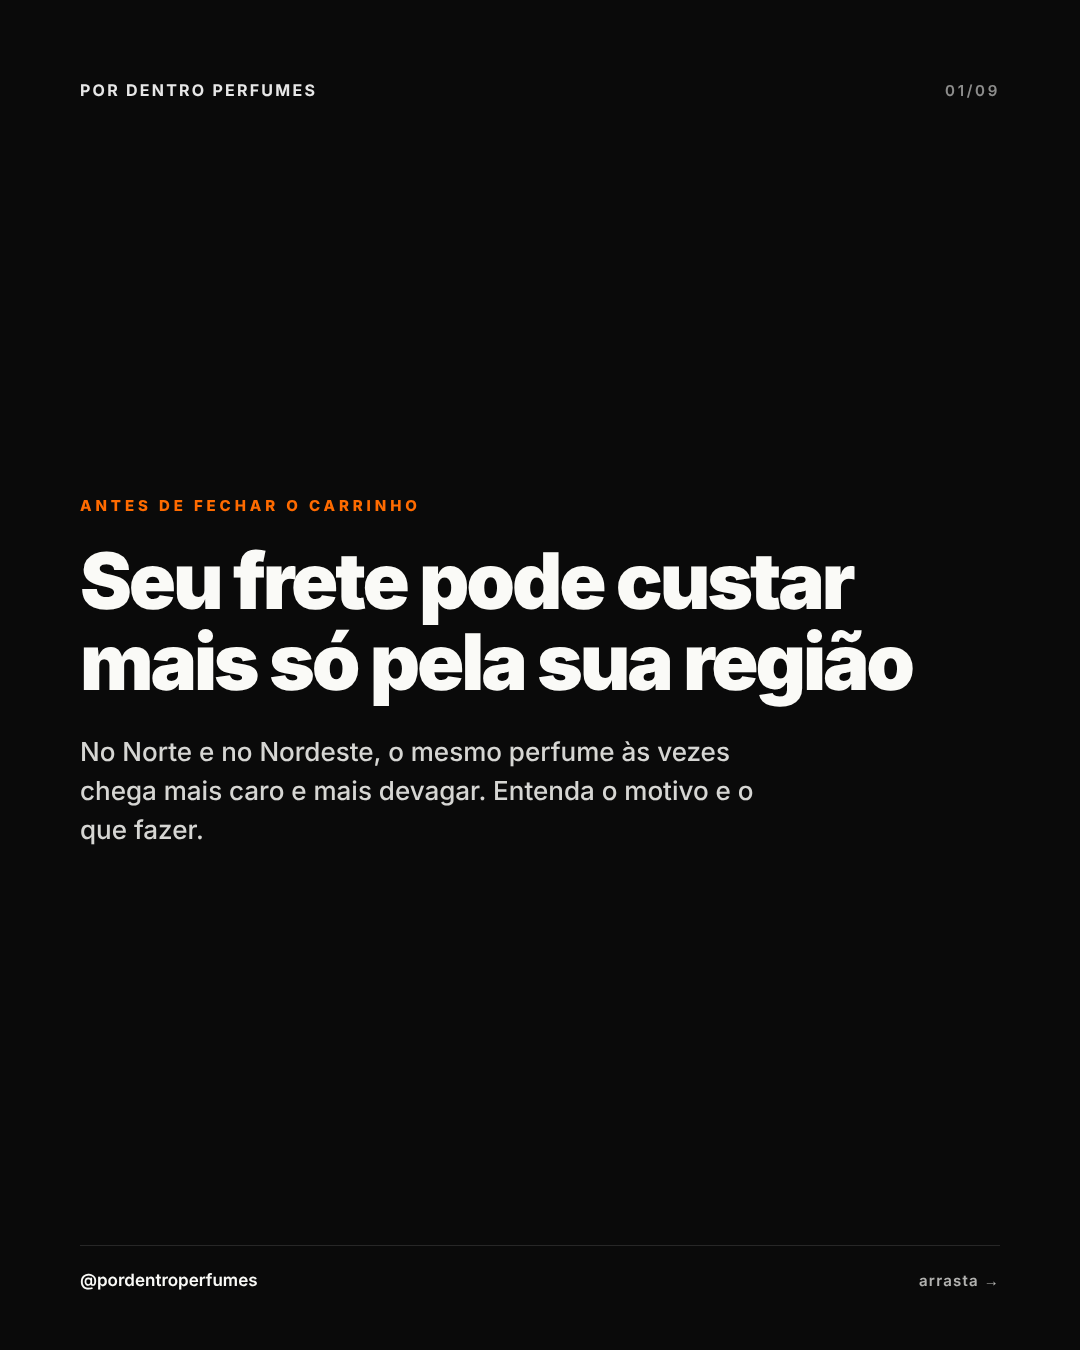 POR DENTRO PERFUMES
01/09
ANTES DE FECHAR O CARRINHO
Seu frete pode custar
mais só pela sua região
No Norte e no Nordeste, o mesmo perfume às vezes
chega mais caro e mais devagar. Entenda o motivo e o
que fazer.
@pordentroperfumes
arrasta →